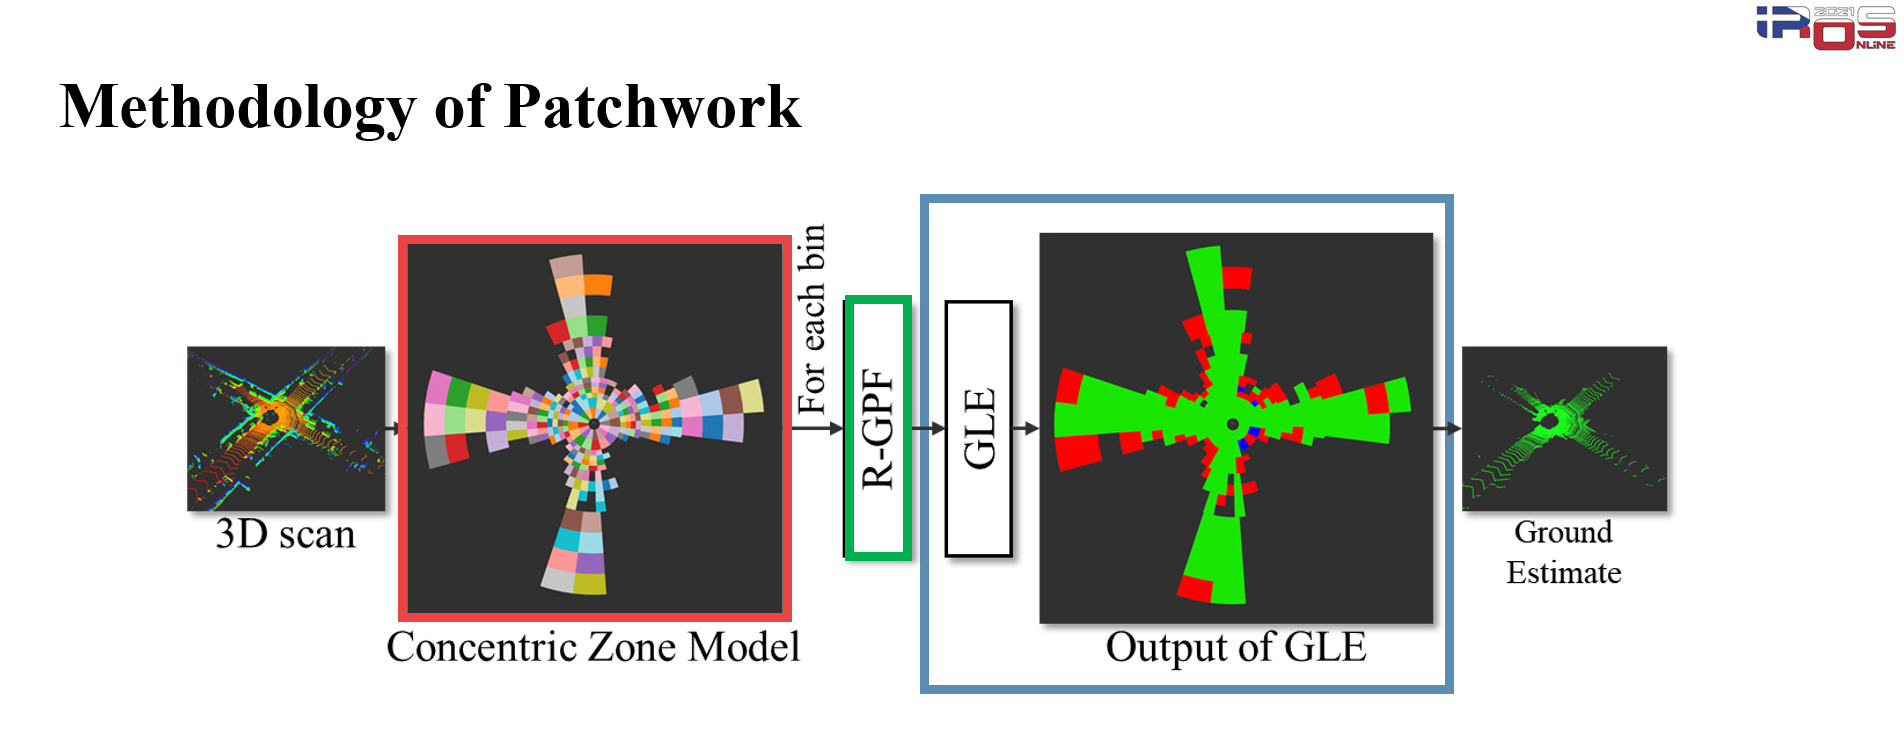 2021
iROS
ONLINE
Methodology of Patchwork
3D scan
Concentric Zone Model
For each bin
R-GPF
GLE
Output of GLE
Ground
Estimate